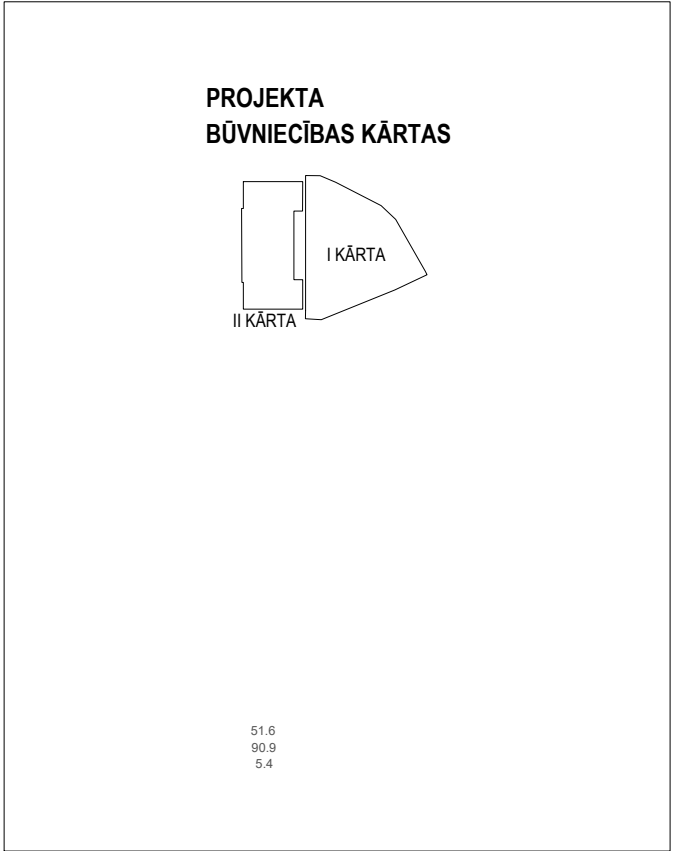 PROJEKTA
BŪVNIECĪBAS KĀRTAS
I KĀRTA
II KĀRTA
51.6
90.9
5.4